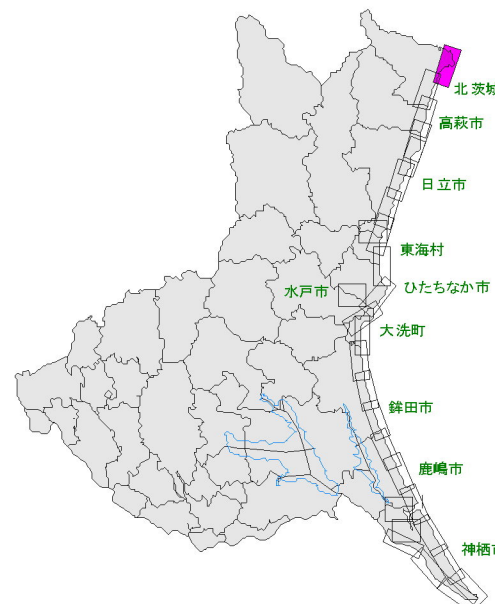 北茨城
高萩市
日立市
東海村
水戸市
ひたちなか市
大洗町
鉾田市
鹿嶋市
神栖市